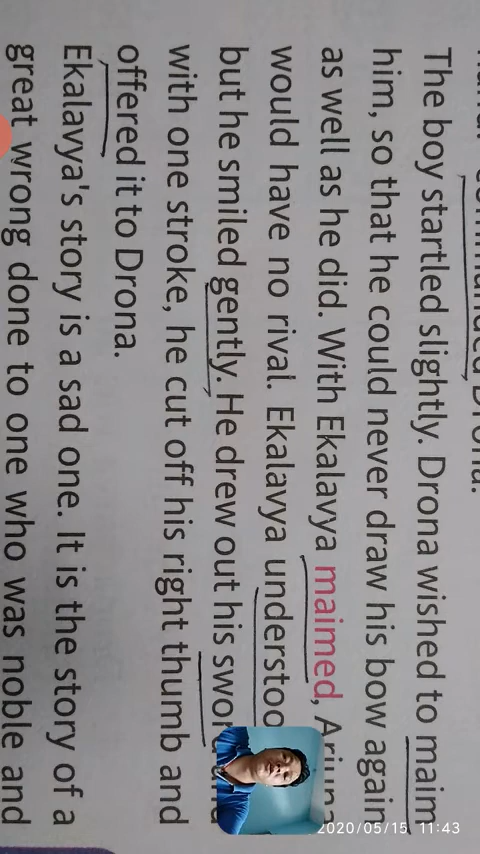 commanded Drona.
The boy startled slightly. Drona wished to maim
him, so that he could never draw his bow again
as well as he did. With Ekalavya maimed, Arjuna
would have no rival. Ekalavya
but he smiled gently. He drew out his
with one stroke, he cut off his right thumb and
offered it to Drona.
Ekalavya's story is a sad one. It is the story of a
great wrong done to one who was noble and
2020/05/15 11:43